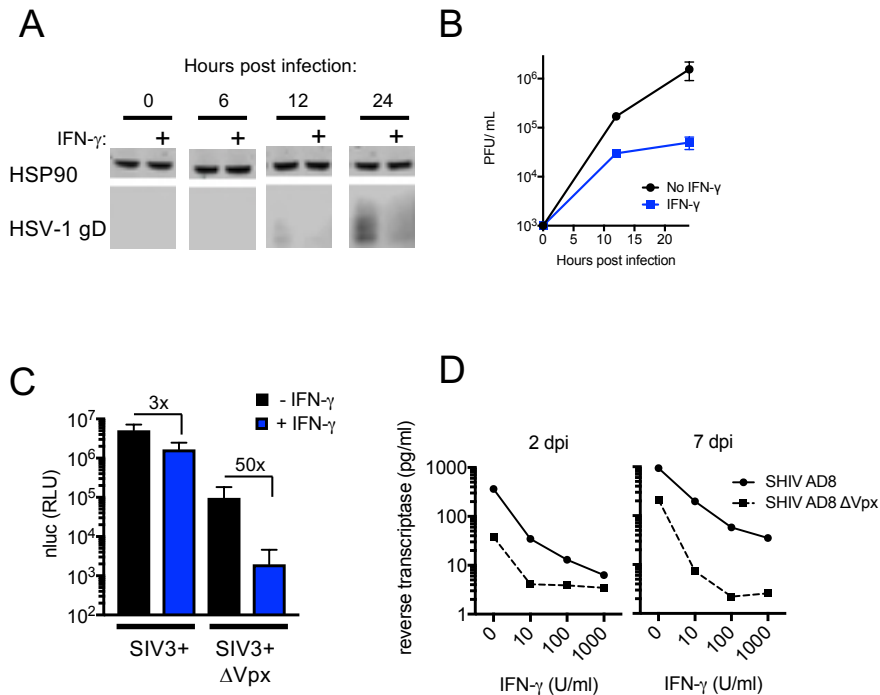 A
Hours post infection:
0 6 12 24
IFN-γ: + + + +
HSP90
HSV-1 gD
B
10⁶
10⁵
10⁴
10³
PFU/ mL
No IFN-γ
IFN-γ
0 5 10 15 20
Hours post infection
C
- IFN-γ
+ IFN-γ
3x
50x
10⁷
10⁶
10⁵
10⁴
10³
10²
nluc (RLU)
SIV3+ SIV3+
ΔVpx
D
2 dpi 7 dpi
SHIV AD8
SHIV AD8 ΔVpx
1000
100
10
1
reverse transcriptase (pg/ml)
0 10 100 1000 0 10 100 1000
IFN-γ (U/ml) IFN-γ (U/ml)